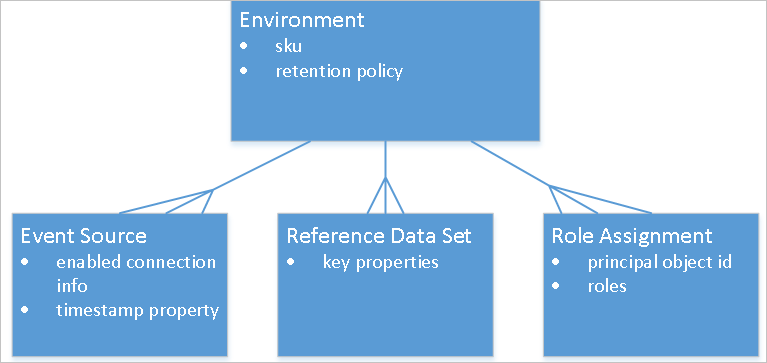 Environment
• sku
• retention policy
Event Source
• enabled connection
info
• timestamp property
Reference Data Set
• key properties
Role Assignment
• principal object id
• roles